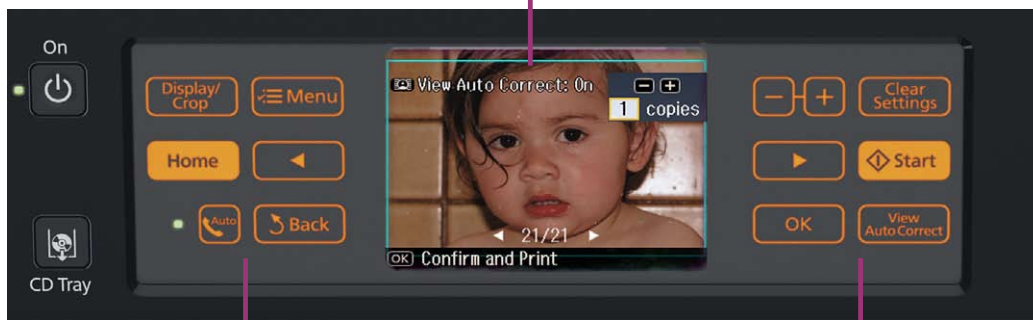 On
Display/
Crop
Menu
View Auto Correct: On
1 copies
Clear
Settings
Home
Start
Auto
Back
21/21
OK
View
Auto Correct
OK Confirm and Print
CD Tray